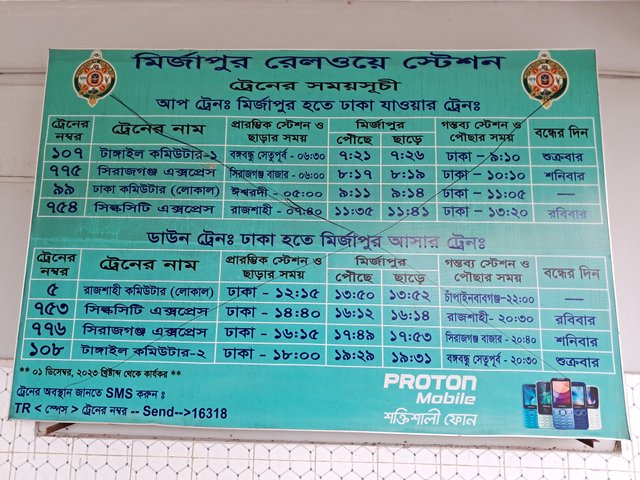 মির্জাপুর রেলওয়ে স্টেশন
ট্রেনের সময়সূচী
আপ ট্রেনঃ মির্জাপুর হতে ঢাকা যাওয়ার ট্রেনঃ
ট্রেনের নম্বর ট্রেনের নাম প্রারম্ভিক স্টেশন ও ছাড়ার সময় মির্জাপুর পৌছে ছাড়ে গন্তব্য স্টেশন ও পৌছার সময় বন্ধের দিন
১০৭ টাঙ্গাইল কমিউটার-১ বঙ্গবন্ধু সেতুপূর্ব - ০৬:৩০ ৭:২১ ৭:২৬ ঢাকা - ৯:১০ শুক্রবার
৭৭৫ সিরাজগঞ্জ এক্সপ্রেস সিরাজগঞ্জ বাজার - ০৬:০০ ৮:১৭ ৮:১৯ ঢাকা - ১০:১০ শনিবার
৯৯ ঢাকা কমিউটার (লোকাল) ঈশ্বরদী - ০৫:০০ ৯:১১ ৯:১৪ ঢাকা - ১১:০৫ —
৭৫৪ সিল্কসিটি এক্সপ্রেস রাজশাহী - ০৭:৪০ ১১:৩৫ ১১:৪১ ঢাকা - ১৩:২০ রবিবার
ডাউন ট্রেনঃ ঢাকা হতে মির্জাপুর আসার ট্রেনঃ
ট্রেনের নম্বর ট্রেনের নাম প্রারম্ভিক স্টেশন ও ছাড়ার সময় মির্জাপুর পৌছে ছাড়ে গন্তব্য স্টেশন ও পৌছার সময় বন্ধের দিন
৫ রাজশাহী কমিউটার (লোকাল) ঢাকা - ১২:১৫ ১৩:৫০ ১৩:৫২ চাঁপাইনবাবগঞ্জ-২২:০০ —
৭৫৩ সিল্কসিটি এক্সপ্রেস ঢাকা - ১৪:৪০ ১৬:১২ ১৬:১৪ রাজশাহী- ২০:৩০ রবিবার
৭৭৬ সিরাজগঞ্জ এক্সপ্রেস ঢাকা - ১৬:১৫ ১৭:৪৯ ১৭:৫৩ সিরাজগঞ্জ বাজার - ২০:৪০ শনিবার
১০৮ টাঙ্গাইল কমিউটার-২ ঢাকা - ১৮:০০ ১৯:২৯ ১৯:৩১ বঙ্গবন্ধু সেতুপূর্ব - ২০:৩০ শুক্রবার
** ০১ ডিসেম্বর, ২০২৩ খ্রিষ্টাব্দ থেকে কার্যকর **
ট্রেনের অবস্থান জানতে SMS করুন ঃ
TR < স্পেস > ট্রেনের নম্বর -- Send-->16318
PROTON
Mobile
শক্তিশালী ফোন